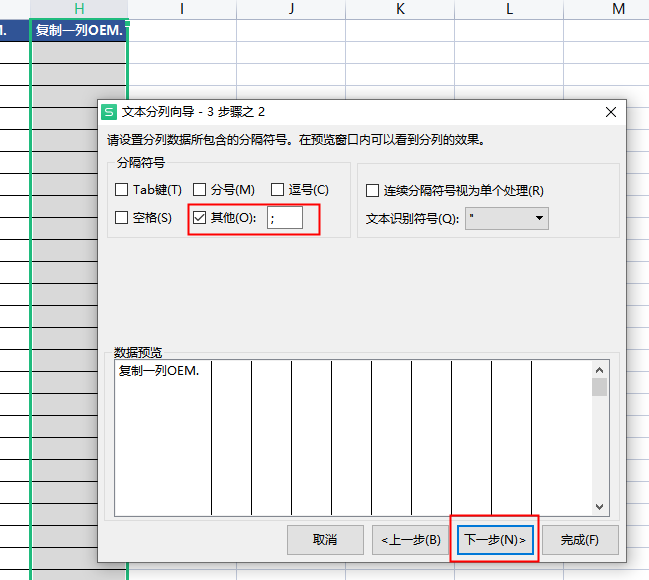 H I J K L M
1. 复制一列OEM.
S 文本分列向导 - 3 步骤之 2
请设置分列数据所包含的分隔符号。在预览窗口内可以看到分列的效果。
分隔符号
Tab键(T) 分号(M) 逗号(C) 连续分隔符号视为单个处理(R)
空格(S) 其他(O): ; 文本识别符号(Q): "
数据预览
复制一列OEM.
取消 <上一步(B) 下一步(N)> 完成(F)